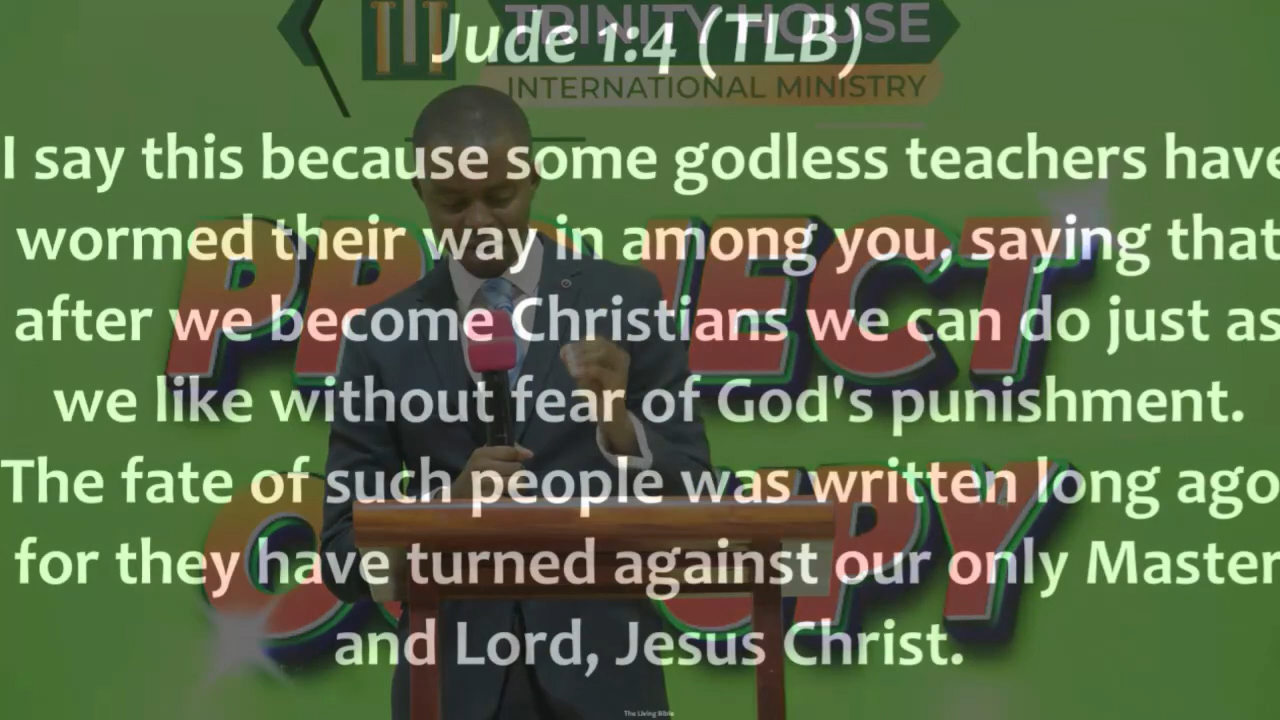 TRINITY HOUSE
Jude 1:4 (TLB)
INTERNATIONAL MINISTRY
I say this because some godless teachers have
wormed their way in among you, saying that
after we become Christians we can do just as
we like without fear of God's punishment.
The fate of such people was written long ago
for they have turned against our only Master
and Lord, Jesus Christ.
PROJECT
OCCUPY
The Living Bible